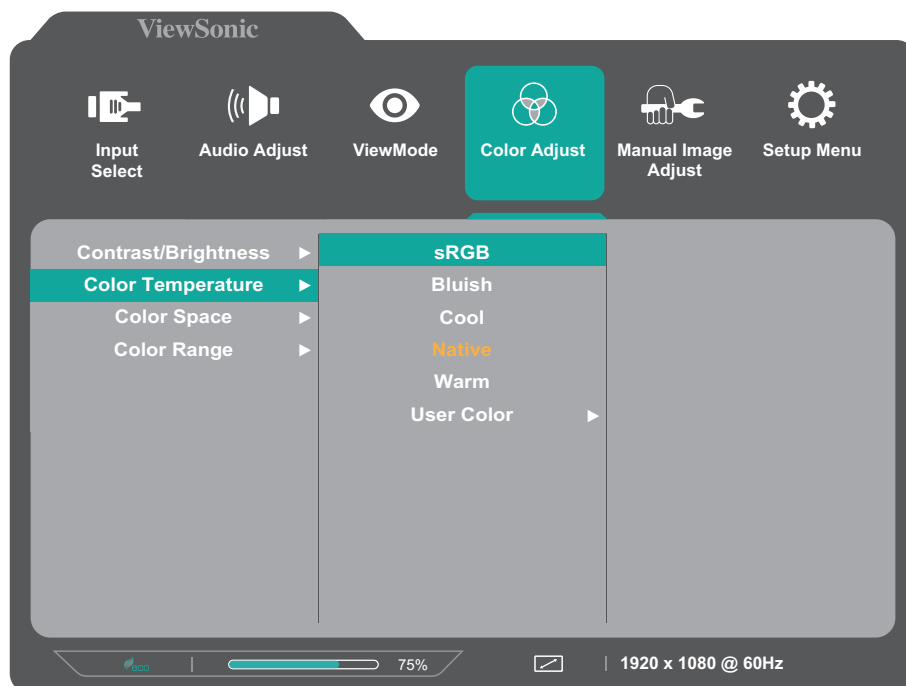 ViewSonic
Input Select
Audio Adjust
ViewMode
Color Adjust
Manual Image Adjust
Setup Menu
Contrast/Brightness
Color Temperature
Color Space
Color Range
sRGB
Bluish
Cool
Native
Warm
User Color
eco
75%
1920 x 1080 @ 60Hz